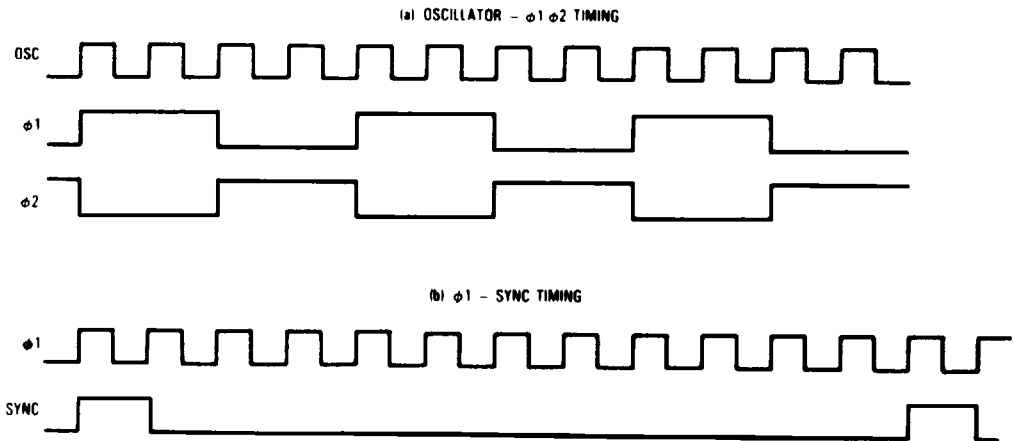 (a) OSCILLATOR – ϕ1 ϕ2 TIMING
OSC
ϕ1
ϕ2
(b) ϕ1 – SYNC TIMING
ϕ1
SYNC